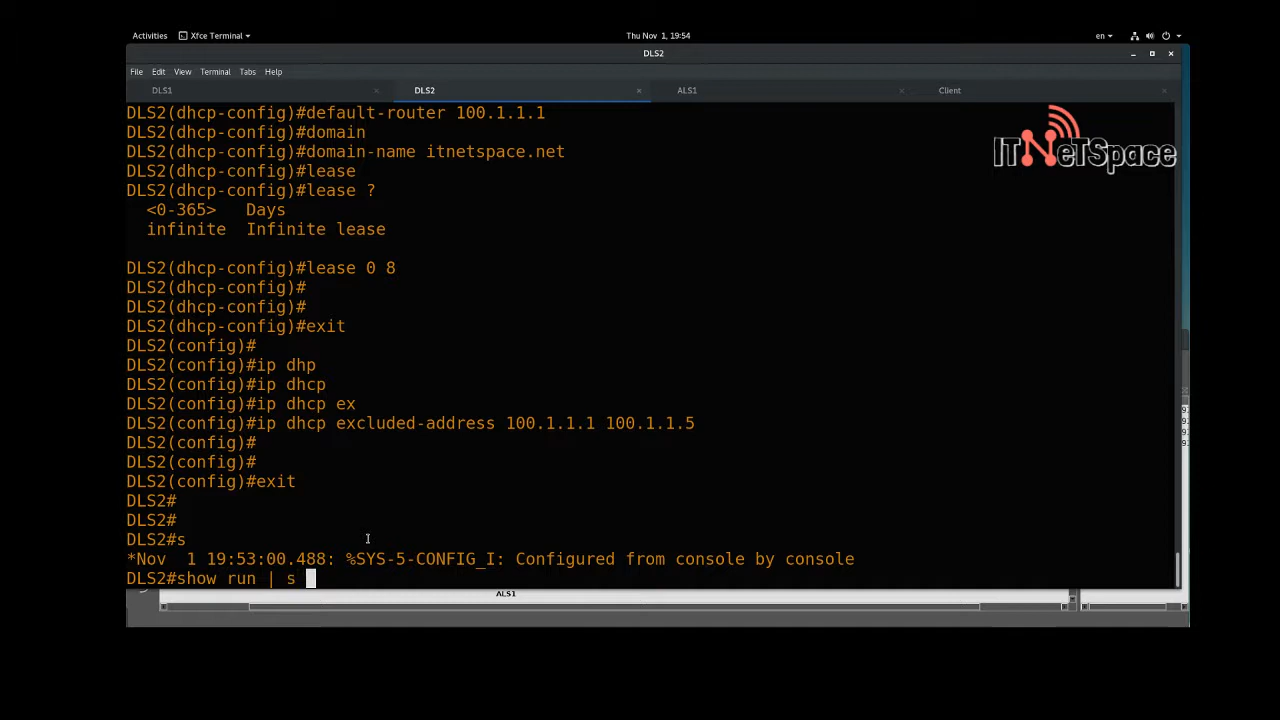 Activities Xfce Terminal Thu Nov 1, 19:54 en
DLS2
File Edit View Terminal Tabs Help
DLS1 DLS2 ALS1 Client
DLS2(dhcp-config)#default-router 100.1.1.1
DLS2(dhcp-config)#domain
DLS2(dhcp-config)#domain-name itnetspace.net
DLS2(dhcp-config)#lease
DLS2(dhcp-config)#lease ?
<0-365> Days
infinite Infinite lease
DLS2(dhcp-config)#lease 0 8
DLS2(dhcp-config)#
DLS2(dhcp-config)#
DLS2(dhcp-config)#exit
DLS2(config)#
DLS2(config)#ip dhp
DLS2(config)#ip dhcp
DLS2(config)#ip dhcp ex
DLS2(config)#ip dhcp excluded-address 100.1.1.1 100.1.1.5
DLS2(config)#
DLS2(config)#
DLS2(config)#exit
DLS2#
DLS2#
DLS2#s
*Nov 1 19:53:00.488: %SYS-5-CONFIG_I: Configured from console by console
DLS2#show run | s
ALS1
ITNeTSpace